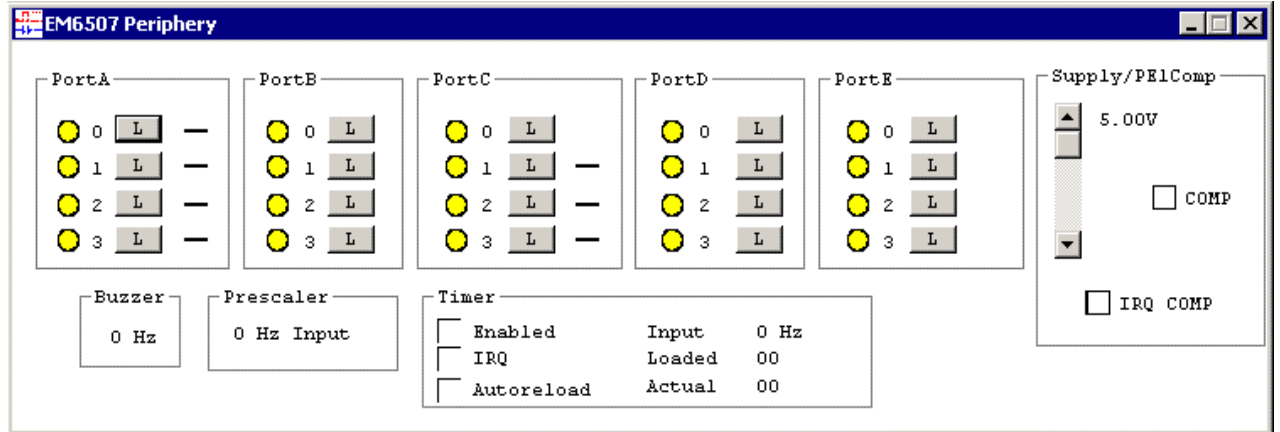 EM6507 Periphery
PortA PortB PortC PortD PortE Supply/PE1Comp
0 L 0 L 0 L 0 L 0 L 5.00V
1 L 1 L 1 L 1 L 1 L
2 L 2 L 2 L 2 L 2 L COMP
3 L 3 L 3 L 3 L 3 L
Buzzer Prescaler Timer IRQ COMP
0 Hz 0 Hz Input Enabled Input 0 Hz
IRQ Loaded 00
Autoreload Actual 00